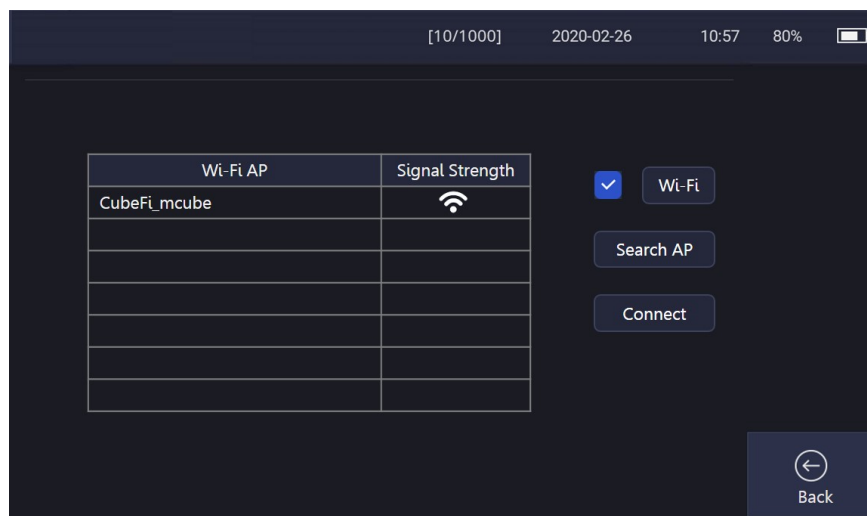 [10/1000] 2020-02-26 10:57 80%
Wi-Fi AP Signal Strength
CubeFi_mcube
Wi-Fi
Search AP
Connect
Back